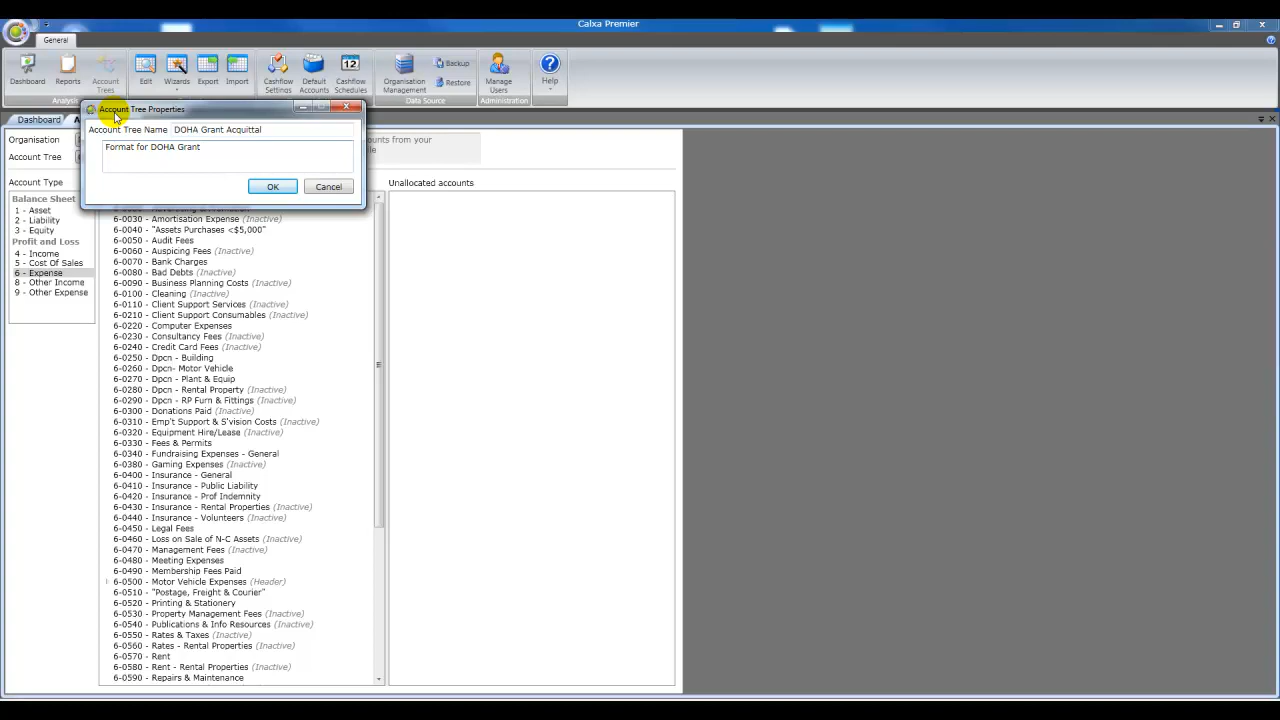 Calxa Premier
General
Dashboard
Reports
Account Trees
Edit
Wizards
Export
Import
Cashflow Settings
Default Accounts
Cashflow Schedules
Organisation Management
Backup
Restore
Manage Users
Help
Analysis
Data Source
Administration
Account Tree Properties
Account Tree Name
DOHA Grant Acquittal
Format for DOHA Grant
OK
Cancel
Dashboard
Organisation
Account Tree
Account Type
Balance Sheet
1 - Asset
2 - Liability
3 - Equity
Profit and Loss
4 - Income
5 - Cost Of Sales
6 - Expense
8 - Other Income
9 - Other Expense
Unallocated accounts
6-0030 - Amortisation Expense (Inactive)
6-0040 - "Assets Purchases <$5,000"
6-0050 - Audit Fees
6-0060 - Auspicing Fees (Inactive)
6-0070 - Bank Charges
6-0080 - Bad Debts (Inactive)
6-0090 - Business Planning Costs (Inactive)
6-0100 - Cleaning (Inactive)
6-0110 - Client Support Services (Inactive)
6-0210 - Client Support Consumables (Inactive)
6-0220 - Computer Expenses
6-0230 - Consultancy Fees (Inactive)
6-0240 - Credit Card Fees (Inactive)
6-0250 - Dpcn - Building
6-0260 - Dpcn- Motor Vehicle
6-0270 - Dpcn - Plant & Equip
6-0280 - Dpcn - Rental Property (Inactive)
6-0290 - Dpcn - RP Furn & Fittings (Inactive)
6-0300 - Donations Paid (Inactive)
6-0310 - Emp't Support & S'vision Costs (Inactive)
6-0320 - Equipment Hire/Lease (Inactive)
6-0330 - Fees & Permits
6-0340 - Fundraising Expenses - General
6-0380 - Gaming Expenses (Inactive)
6-0400 - Insurance - General
6-0410 - Insurance - Public Liability
6-0420 - Insurance - Prof Indemnity
6-0430 - Insurance - Rental Properties (Inactive)
6-0440 - Insurance - Volunteers (Inactive)
6-0450 - Legal Fees
6-0460 - Loss on Sale of N-C Assets (Inactive)
6-0470 - Management Fees (Inactive)
6-0480 - Meeting Expenses
6-0490 - Membership Fees Paid
6-0500 - Motor Vehicle Expenses (Header)
6-0510 - "Postage, Freight & Courier"
6-0520 - Printing & Stationery
6-0530 - Property Management Fees (Inactive)
6-0540 - Publications & Info Resources (Inactive)
6-0550 - Rates & Taxes (Inactive)
6-0560 - Rates - Rental Properties (Inactive)
6-0570 - Rent
6-0580 - Rent - Rental Properties (Inactive)
6-0590 - Repairs & Maintenance